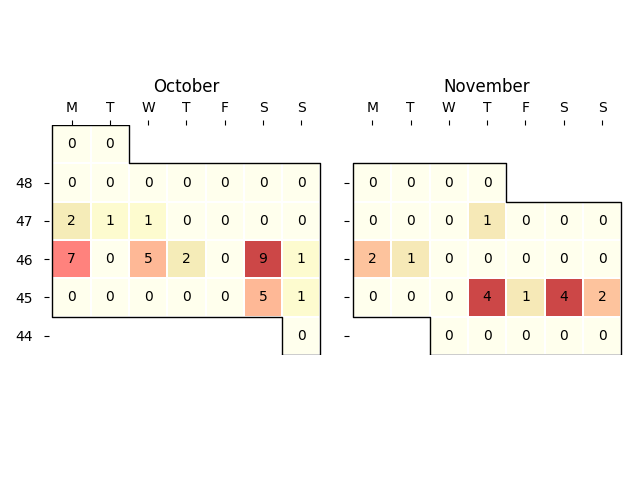 October November
M T W T F S S M T W T F S S
0 0
48 0 0 0 0 0 0 0 0 0 0 0
47 2 1 1 0 0 0 0 0 0 0 1 0 0 0
46 7 0 5 2 0 9 1 2 1 0 0 0 0 0
45 0 0 0 0 0 5 1 0 0 0 4 1 4 2
44 0 0 0 0 0 0